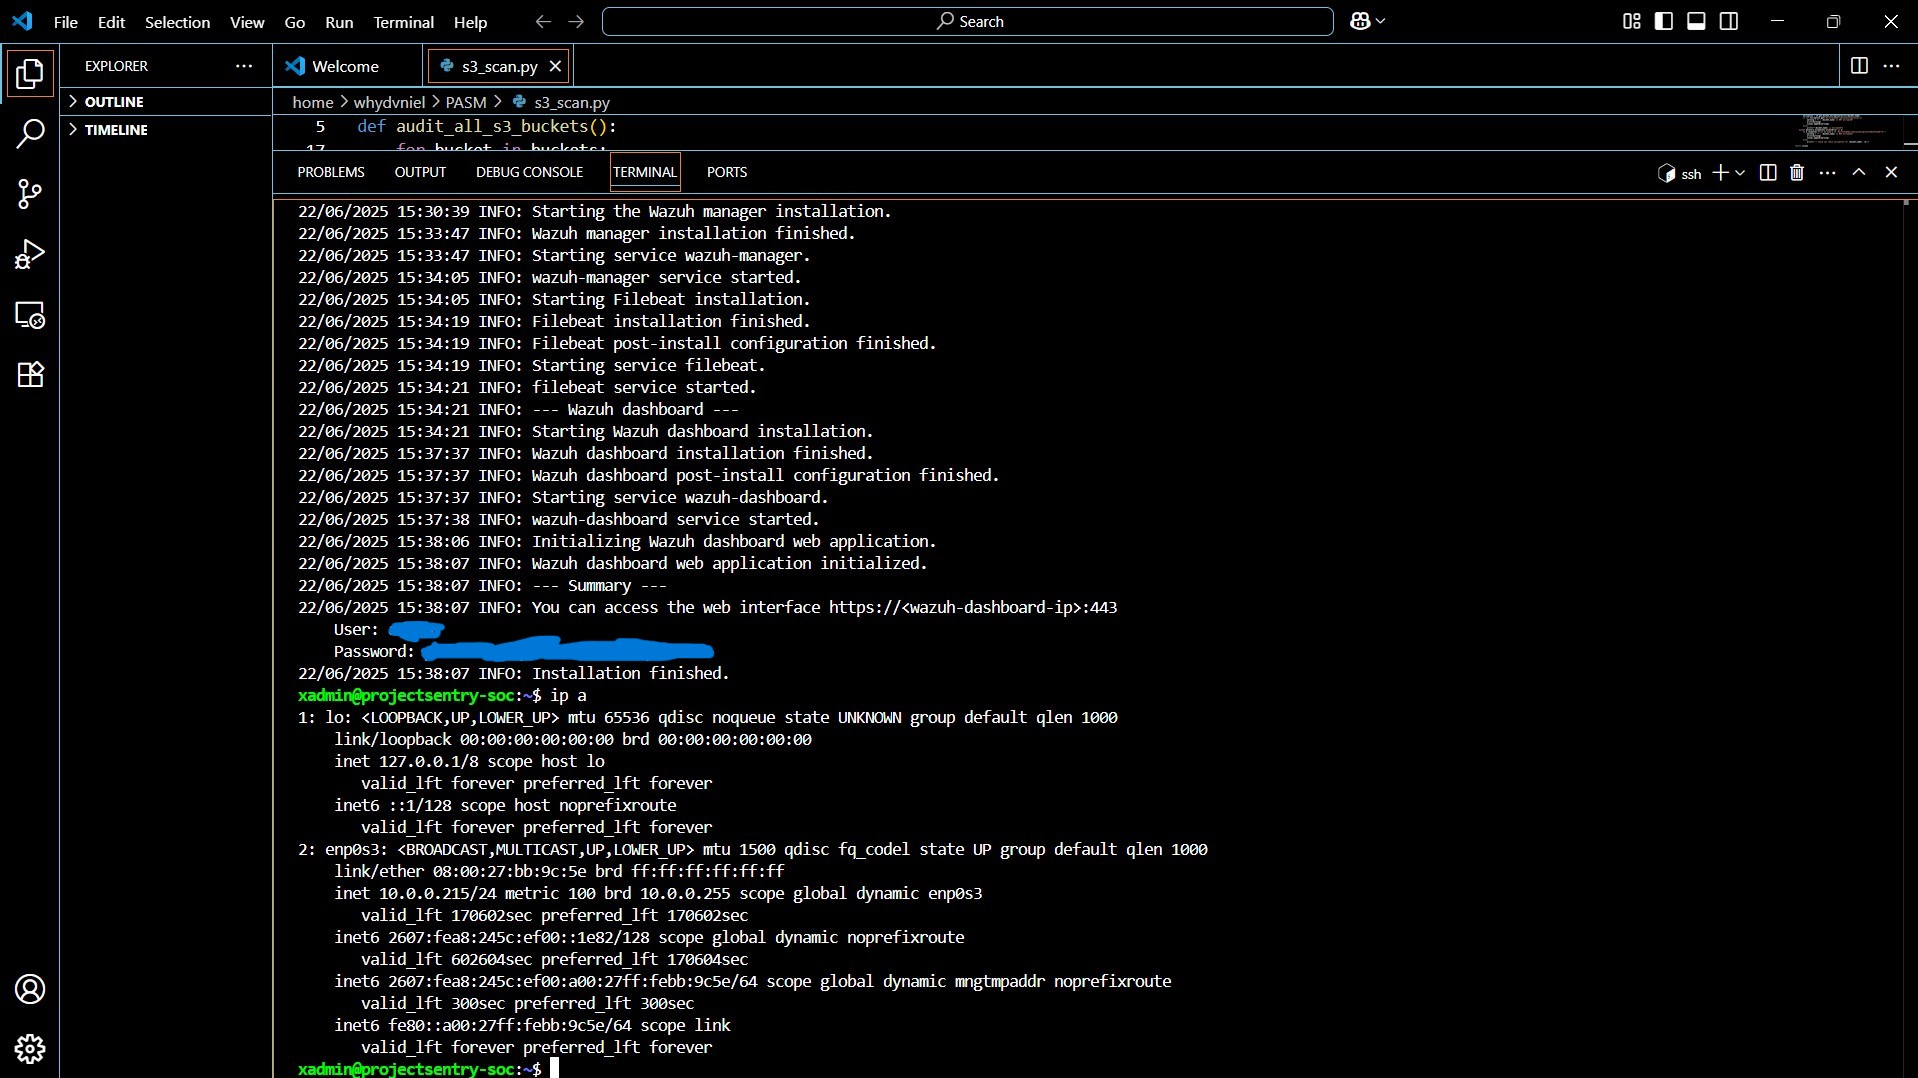 File Edit Selection View Go Run Terminal Help
Search
EXPLORER
Welcome
s3_scan.py
OUTLINE
TIMELINE
home > whydvniel > PASM > s3_scan.py
5 def audit_all_s3_buckets():
17 for bucket in buckets:
PROBLEMS OUTPUT DEBUG CONSOLE TERMINAL PORTS
ssh
22/06/2025 15:30:39 INFO: Starting the Wazuh manager installation.
22/06/2025 15:33:47 INFO: Wazuh manager installation finished.
22/06/2025 15:33:47 INFO: Starting service wazuh-manager.
22/06/2025 15:34:05 INFO: wazuh-manager service started.
22/06/2025 15:34:05 INFO: Starting Filebeat installation.
22/06/2025 15:34:19 INFO: Filebeat installation finished.
22/06/2025 15:34:19 INFO: Filebeat post-install configuration finished.
22/06/2025 15:34:19 INFO: Starting service filebeat.
22/06/2025 15:34:21 INFO: filebeat service started.
22/06/2025 15:34:21 INFO: --- Wazuh dashboard ---
22/06/2025 15:34:21 INFO: Starting Wazuh dashboard installation.
22/06/2025 15:37:37 INFO: Wazuh dashboard installation finished.
22/06/2025 15:37:37 INFO: Wazuh dashboard post-install configuration finished.
22/06/2025 15:37:37 INFO: Starting service wazuh-dashboard.
22/06/2025 15:37:38 INFO: wazuh-dashboard service started.
22/06/2025 15:38:06 INFO: Initializing Wazuh dashboard web application.
22/06/2025 15:38:07 INFO: Wazuh dashboard web application initialized.
22/06/2025 15:38:07 INFO: --- Summary ---
22/06/2025 15:38:07 INFO: You can access the web interface https://<wazuh-dashboard-ip>:443
User:
Password:
22/06/2025 15:38:07 INFO: Installation finished.
xadmin@projectsentry-soc:~$ ip a
1: lo: <LOOPBACK,UP,LOWER_UP> mtu 65536 qdisc noqueue state UNKNOWN group default qlen 1000
link/loopback 00:00:00:00:00:00 brd 00:00:00:00:00:00
inet 127.0.0.1/8 scope host lo
valid_lft forever preferred_lft forever
inet6 ::1/128 scope host noprefixroute
valid_lft forever preferred_lft forever
2: enp0s3: <BROADCAST,MULTICAST,UP,LOWER_UP> mtu 1500 qdisc fq_codel state UP group default qlen 1000
link/ether 08:00:27:bb:9c:5e brd ff:ff:ff:ff:ff:ff
inet 10.0.0.215/24 metric 100 brd 10.0.0.255 scope global dynamic enp0s3
valid_lft 170602sec preferred_lft 170602sec
inet6 2607:fea8:245c:ef00::1e82/128 scope global dynamic noprefixroute
valid_lft 602604sec preferred_lft 170604sec
inet6 2607:fea8:245c:ef00:a00:27ff:febb:9c5e/64 scope global dynamic mngtmpaddr noprefixroute
valid_lft 300sec preferred_lft 300sec
inet6 fe80::a00:27ff:febb:9c5e/64 scope link
valid_lft forever preferred_lft forever
xadmin@projectsentry-soc:~$